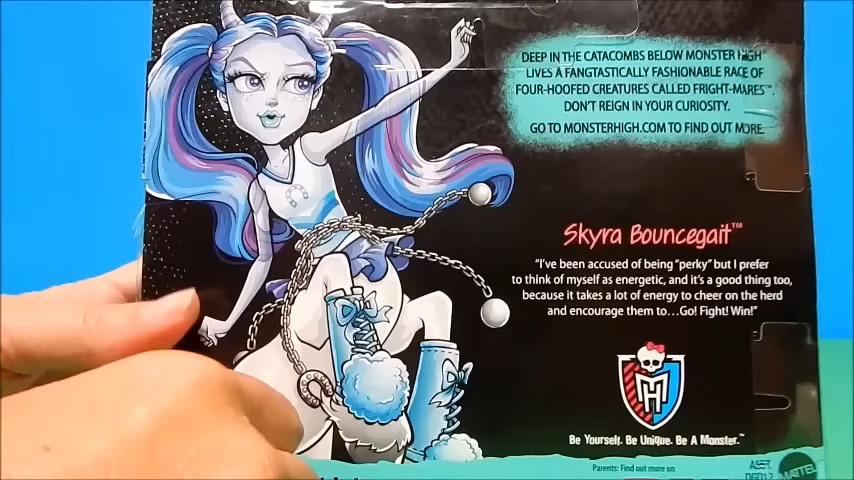 DEEP IN THE CATACOMBS BELOW MONSTER HIGH
LIVES A FANGTASTICALLY FASHIONABLE RACE OF
FOUR-HOOFED CREATURES CALLED FRIGHT-MARES™.
DON'T REIGN IN YOUR CURIOSITY.
GO TO MONSTERHIGH.COM TO FIND OUT MORE
Skyra Bouncegait™
"I've been accused of being "perky" but I prefer
to think of myself as energetic, and it's a good thing too,
because it takes a lot of energy to cheer on the herd
and encourage them to…Go! Fight! Win!"
MH
Be Yourself. Be Unique. Be A Monster.™
Parents: Find out more on
ASST.
MATTEL